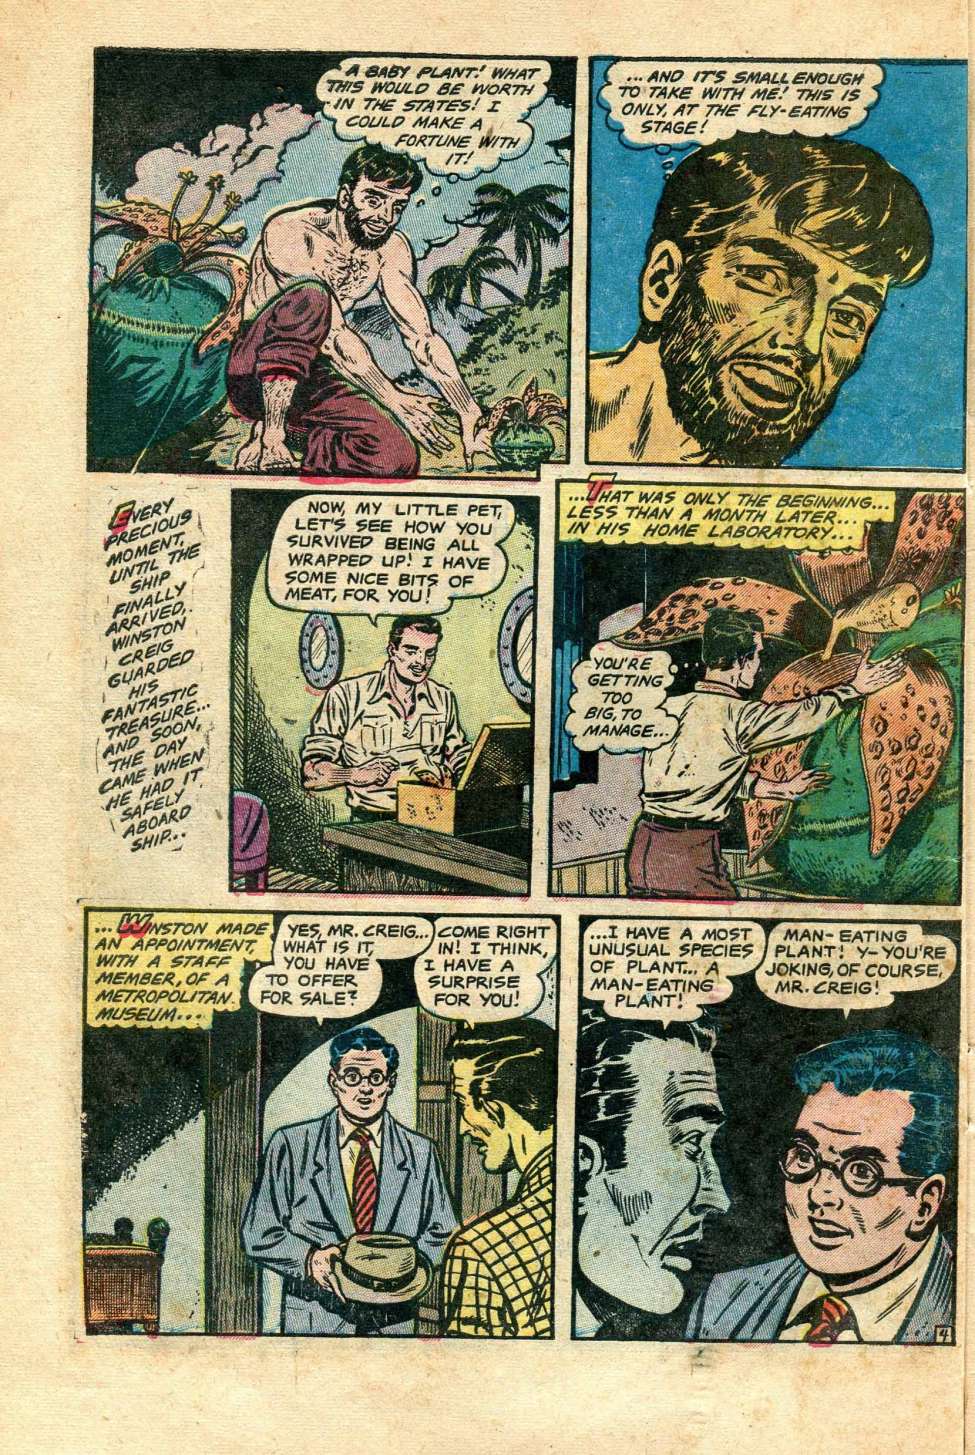 A BABY PLANT! WHAT
THIS WOULD BE WORTH
IN THE STATES! I
COULD MAKE A
FORTUNE WITH
IT!
...AND IT'S SMALL ENOUGH
TO TAKE WITH ME! THIS IS
ONLY, AT THE FLY-EATING
STAGE!
EVERY
PRECIOUS
MOMENT,
UNTIL THE
SHIP
FINALLY
ARRIVED,
WINSTON
CREIG
GUARDED
HIS
FANTASTIC
TREASURE...
AND SOON,
THE DAY
CAME WHEN
HE HAD IT
SAFELY
ABOARD
SHIP...
NOW, MY LITTLE PET,
LET'S SEE HOW YOU
SURVIVED BEING ALL
WRAPPED UP! I HAVE
SOME NICE BITS OF
MEAT, FOR YOU!
...THAT WAS ONLY THE BEGINNING...
LESS THAN A MONTH LATER...
IN HIS HOME LABORATORY...
YOU'RE
GETTING
TOO
BIG, TO
MANAGE...
...WINSTON MADE
AN APPOINTMENT,
WITH A STAFF
MEMBER, OF A
METROPOLITAN
MUSEUM...
YES, MR. CREIG...
WHAT IS IT,
YOU HAVE
TO OFFER
FOR SALE?
COME RIGHT
IN! I THINK,
I HAVE A
SURPRISE
FOR YOU!
...I HAVE A MOST
UNUSUAL SPECIES
OF PLANT... A
MAN-EATING
PLANT!
MAN-EATING
PLANT! Y-YOU'RE
JOKING, OF COURSE,
MR. CREIG!
4